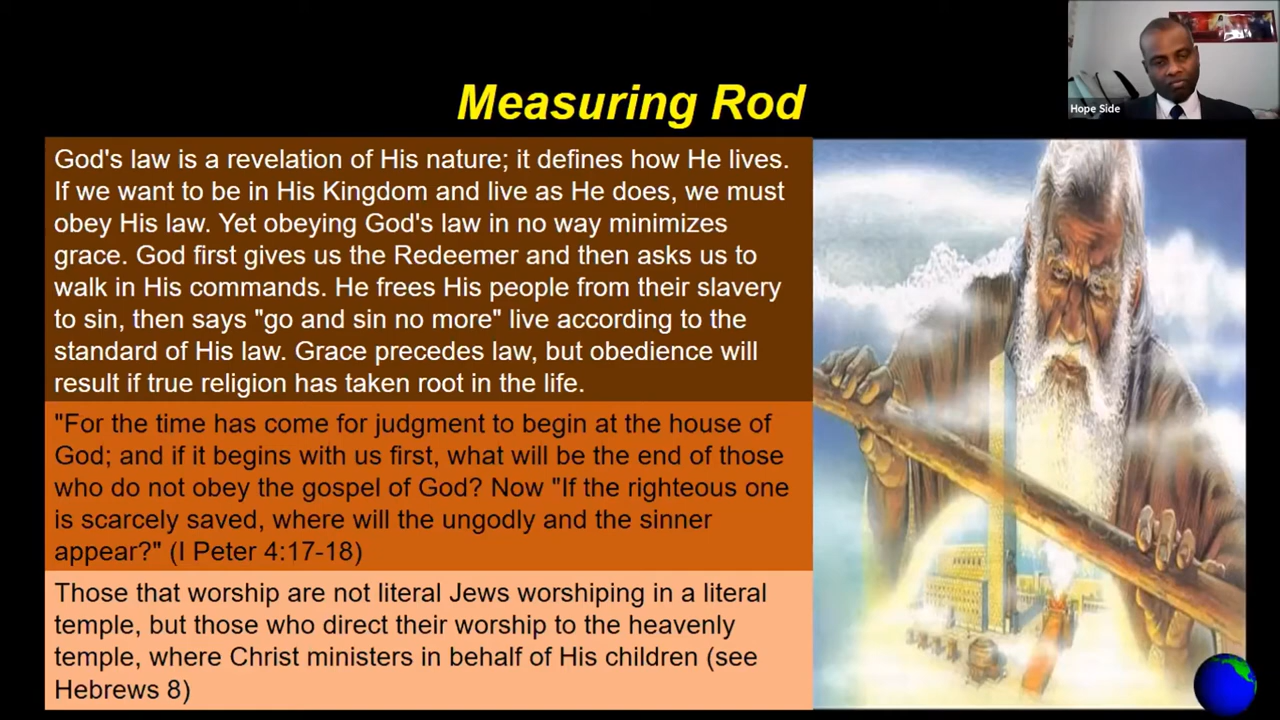 Hope Side
Measuring Rod
God's law is a revelation of His nature; it defines how He lives.
If we want to be in His Kingdom and live as He does, we must
obey His law. Yet obeying God's law in no way minimizes
grace. God first gives us the Redeemer and then asks us to
walk in His commands. He frees His people from their slavery
to sin, then says "go and sin no more" live according to the
standard of His law. Grace precedes law, but obedience will
result if true religion has taken root in the life.
"For the time has come for judgment to begin at the house of
God; and if it begins with us first, what will be the end of those
who do not obey the gospel of God? Now "If the righteous one
is scarcely saved, where will the ungodly and the sinner
appear?" (I Peter 4:17-18)
Those that worship are not literal Jews worshiping in a literal
temple, but those who direct their worship to the heavenly
temple, where Christ ministers in behalf of His children (see
Hebrews 8)